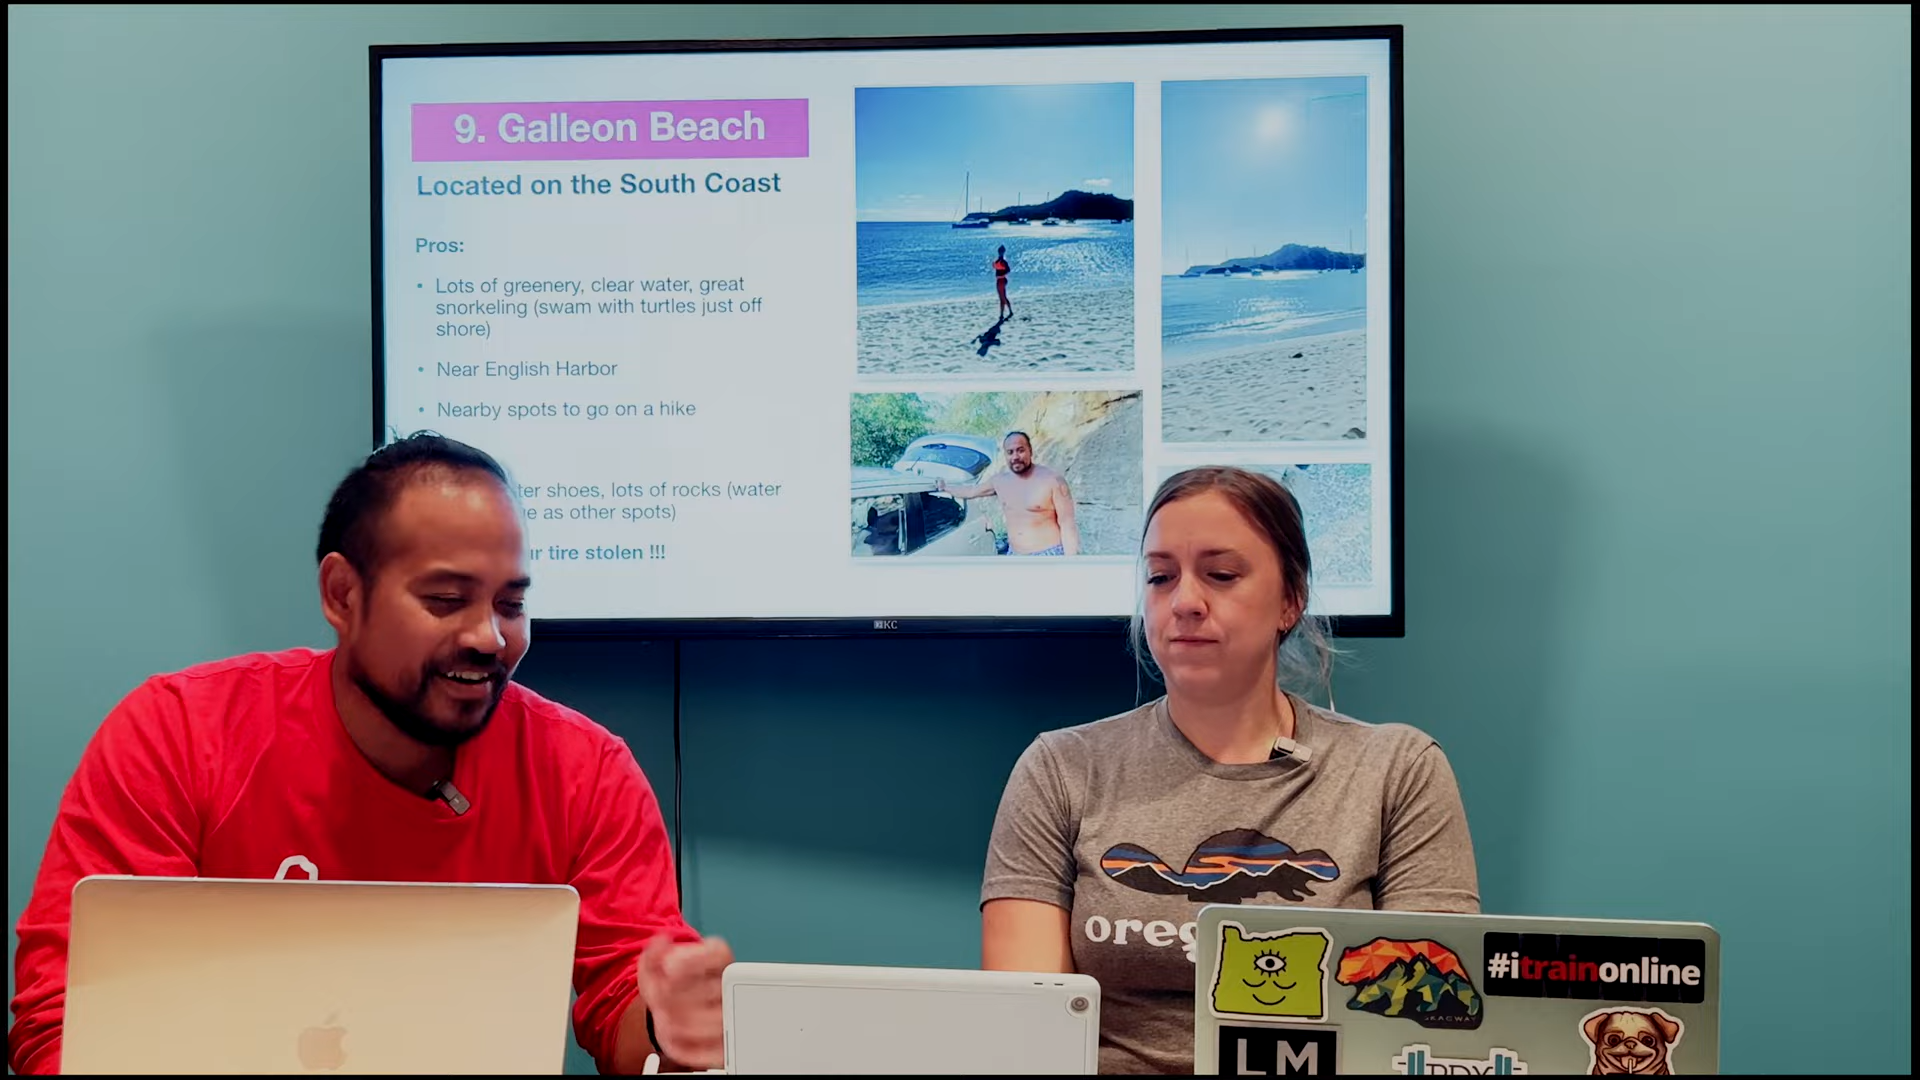 9. Galleon Beach
Located on the South Coast
Pros:
• Lots of greenery, clear water, great
snorkeling (swam with turtles just off
shore)
• Near English Harbor
• Nearby spots to go on a hike
shoes, lots of rocks (water
as other spots)
tire stolen !!!
KC
#itrainonline
SKAGWAY
LM
PDX